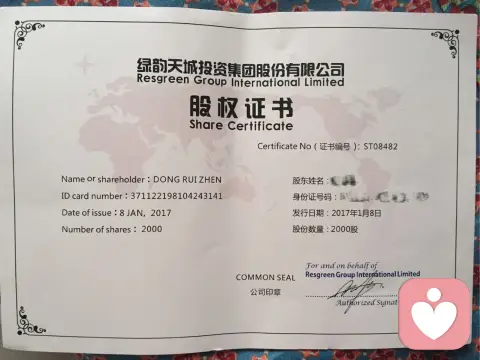 绿韵天城投资集团股份有限公司
Resgreen Group International Limited
股权证书
Share Certificate
Certificate No（证书编号）：ST08482
Name or shareholder：DONG RUI ZHEN
ID card number：371122198104243141
Date of issue：8 JAN，2017
Number of shares：2000
股东姓名：
身份证号码：
发行日期：2017年1月8日
股份数量：2000股
COMMON SEAL
公司印章
For and on behalf of
Resgreen Group International Limited
Authorized Signat